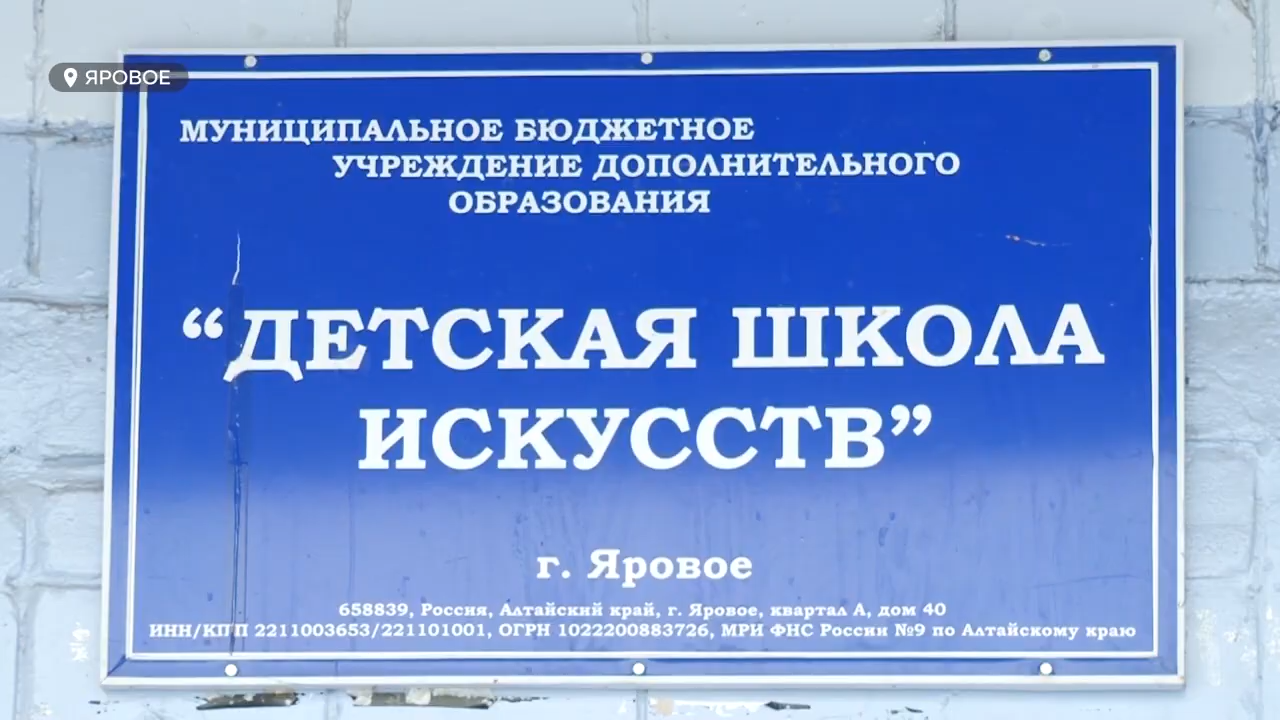 ЯРОВОЕ
МУНИЦИПАЛЬНОЕ БЮДЖЕТНОЕ
УЧРЕЖДЕНИЕ ДОПОЛНИТЕЛЬНОГО
ОБРАЗОВАНИЯ
“ДЕТСКАЯ ШКОЛА
ИСКУССТВ”
г. Яровое
658839, Россия, Алтайский край, г. Яровое, квартал А, дом 40
ИНН/КПП 2211003653/221101001, ОГРН 1022200883726, МРИ ФНС России №9 по Алтайскому краю